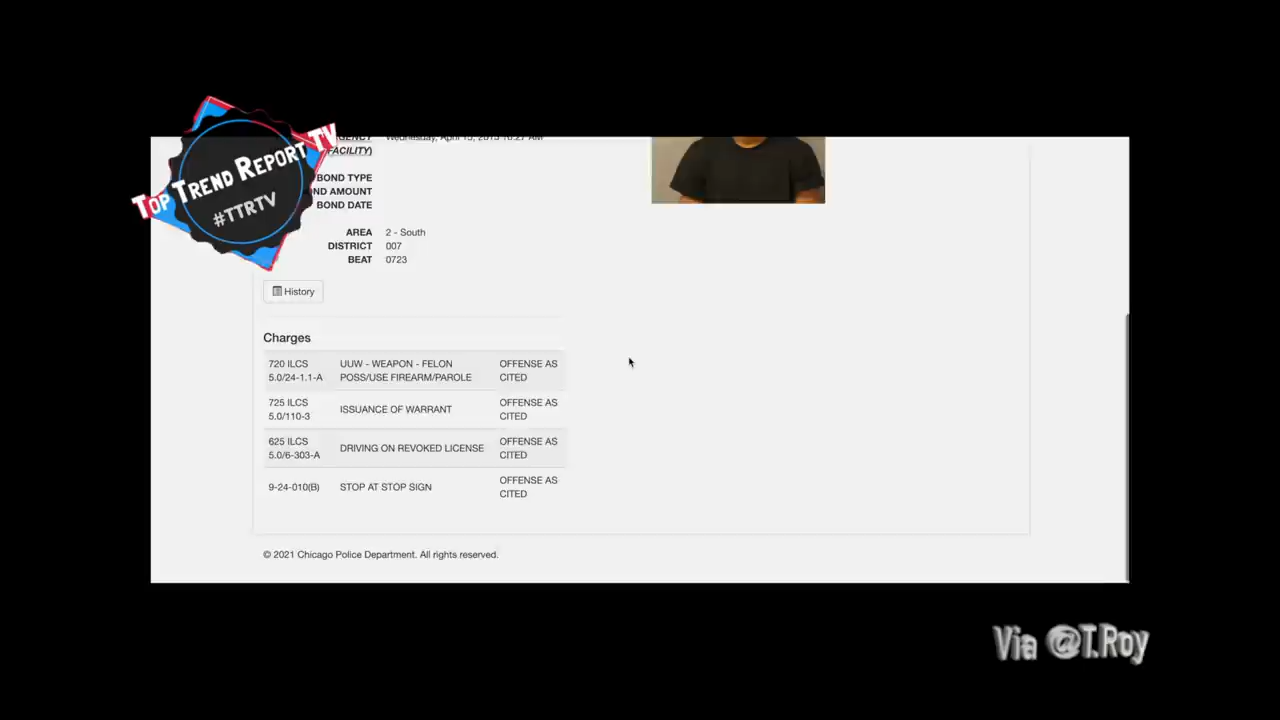 TOP TREND REPORT TV
#TTRTV
FACILITY)
BOND TYPE
BOND DATE
AREA 2 - South
DISTRICT 007
BEAT 0723
History
Charges
720 ILCS 5.0/24-1.1-A UUW - WEAPON - FELON POSS/USE FIREARM/PAROLE OFFENSE AS CITED
725 ILCS 5.0/110-3 ISSUANCE OF WARRANT OFFENSE AS CITED
625 ILCS 5.0/6-303-A DRIVING ON REVOKED LICENSE OFFENSE AS CITED
9-24-010(B) STOP AT STOP SIGN OFFENSE AS CITED
© 2021 Chicago Police Department. All rights reserved.
Via @T.Roy